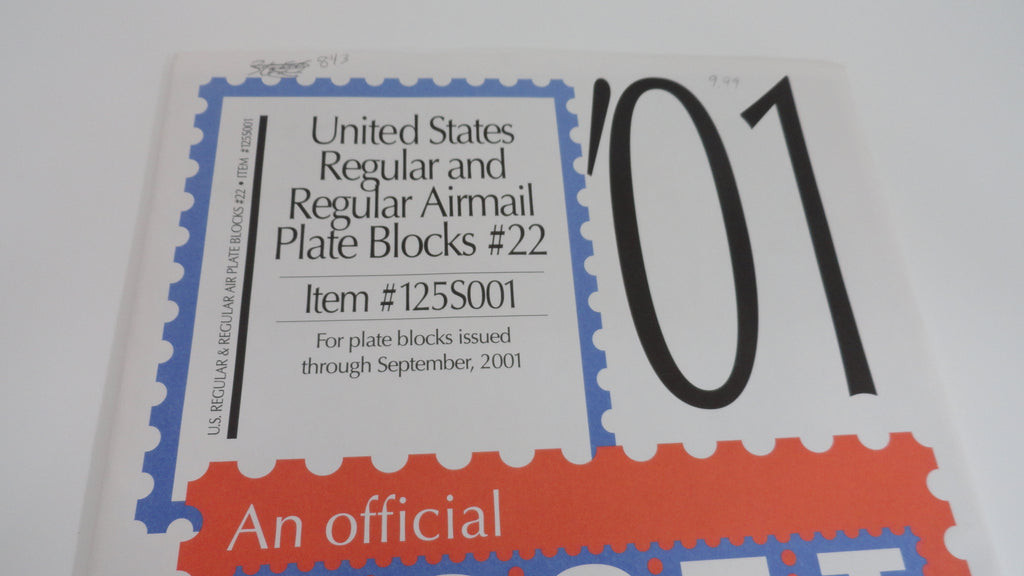 843
9.99
'01
United States
Regular and
Regular Airmail
Plate Blocks #22
Item #125S001
For plate blocks issued
through September, 2001
U.S. REGULAR & REGULAR AIR PLATE BLOCKS #22 • ITEM #125S001
An official